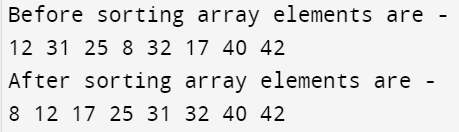 Before sorting array elements are -
12 31 25 8 32 17 40 42
After sorting array elements are -
8 12 17 25 31 32 40 42